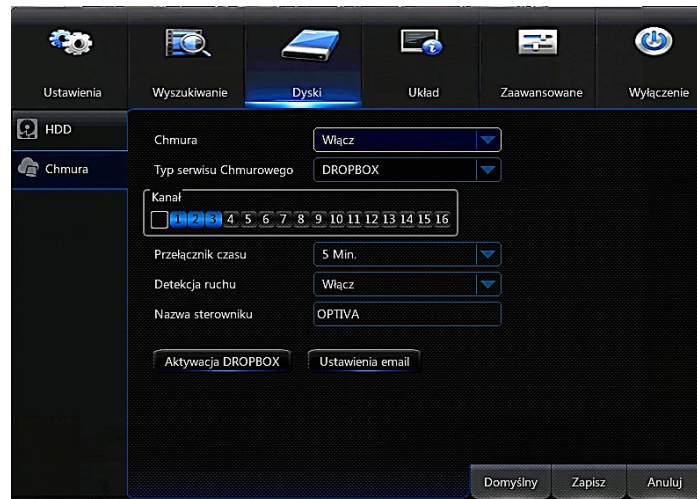 Ustawienia Wyszukiwanie Dyski Układ Zaawansowane Wyłączenie
HDD
Chmura
Chmura Włącz
Typ serwisu Chmurowego DROPBOX
Kanał
1 2 3 4 5 6 7 8 9 10 11 12 13 14 15 16
Przełącznik czasu 5 Min.
Detekcja ruchu Włącz
Nazwa sterowniku OPTIVA
Aktywacja DROPBOX Ustawienia email
Domyślny Zapisz Anuluj